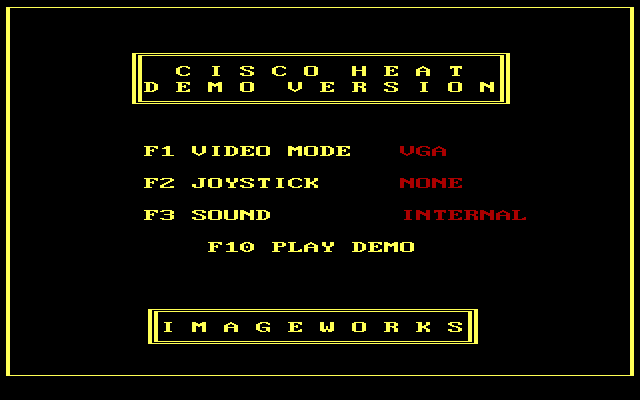 CISCO HEAT
DEMO VERSION
F1 VIDEO MODE VGA
F2 JOYSTICK NONE
F3 SOUND INTERNAL
F10 PLAY DEMO
IMAGEWORKS